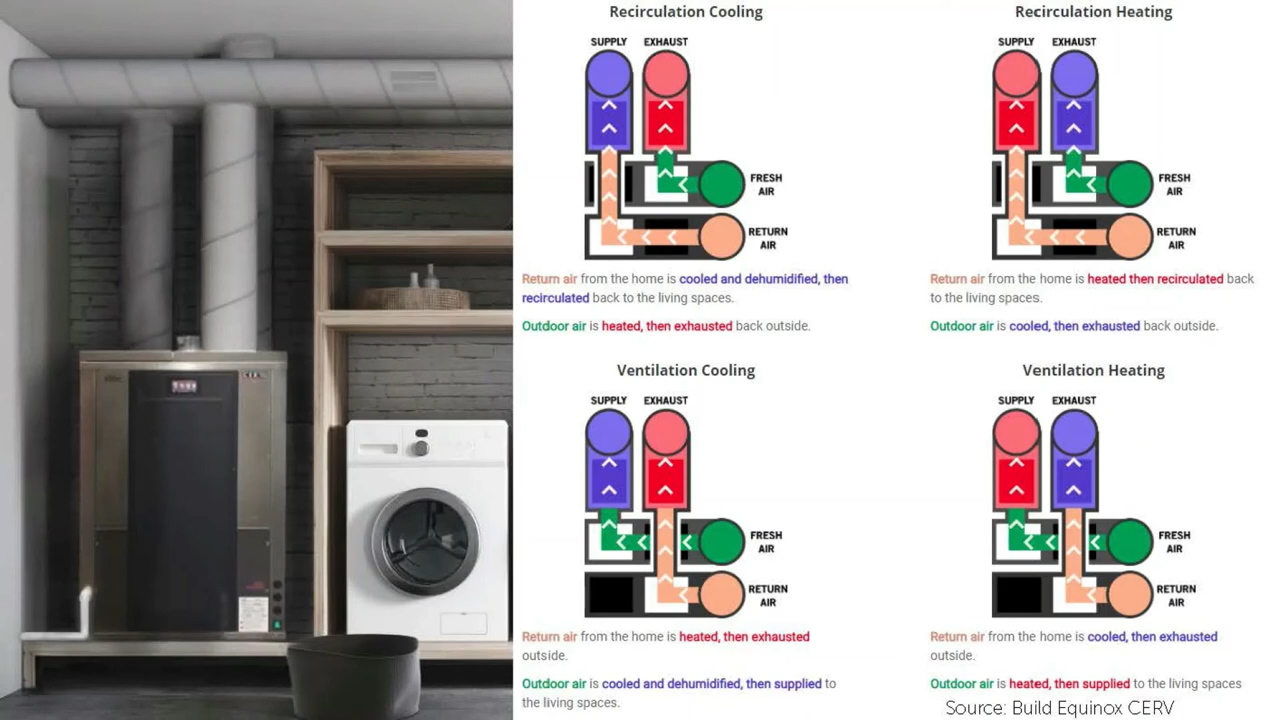 Recirculation Cooling
SUPPLY EXHAUST
FRESH
AIR
RETURN
AIR
Return air from the home is cooled and dehumidified, then
recirculated back to the living spaces.
Outdoor air is heated, then exhausted back outside.
Recirculation Heating
SUPPLY EXHAUST
FRESH
AIR
RETURN
AIR
Return air from the home is heated then recirculated back
to the living spaces.
Outdoor air is cooled, then exhausted back outside.
Ventilation Cooling
SUPPLY EXHAUST
FRESH
AIR
RETURN
AIR
Return air from the home is heated, then exhausted
outside.
Outdoor air is cooled and dehumidified, then supplied to
the living spaces.
Ventilation Heating
SUPPLY EXHAUST
FRESH
AIR
RETURN
AIR
Return air from the home is cooled, then exhausted
outside.
Outdoor air is heated, then supplied to the living spaces
Source: Build Equinox CERV